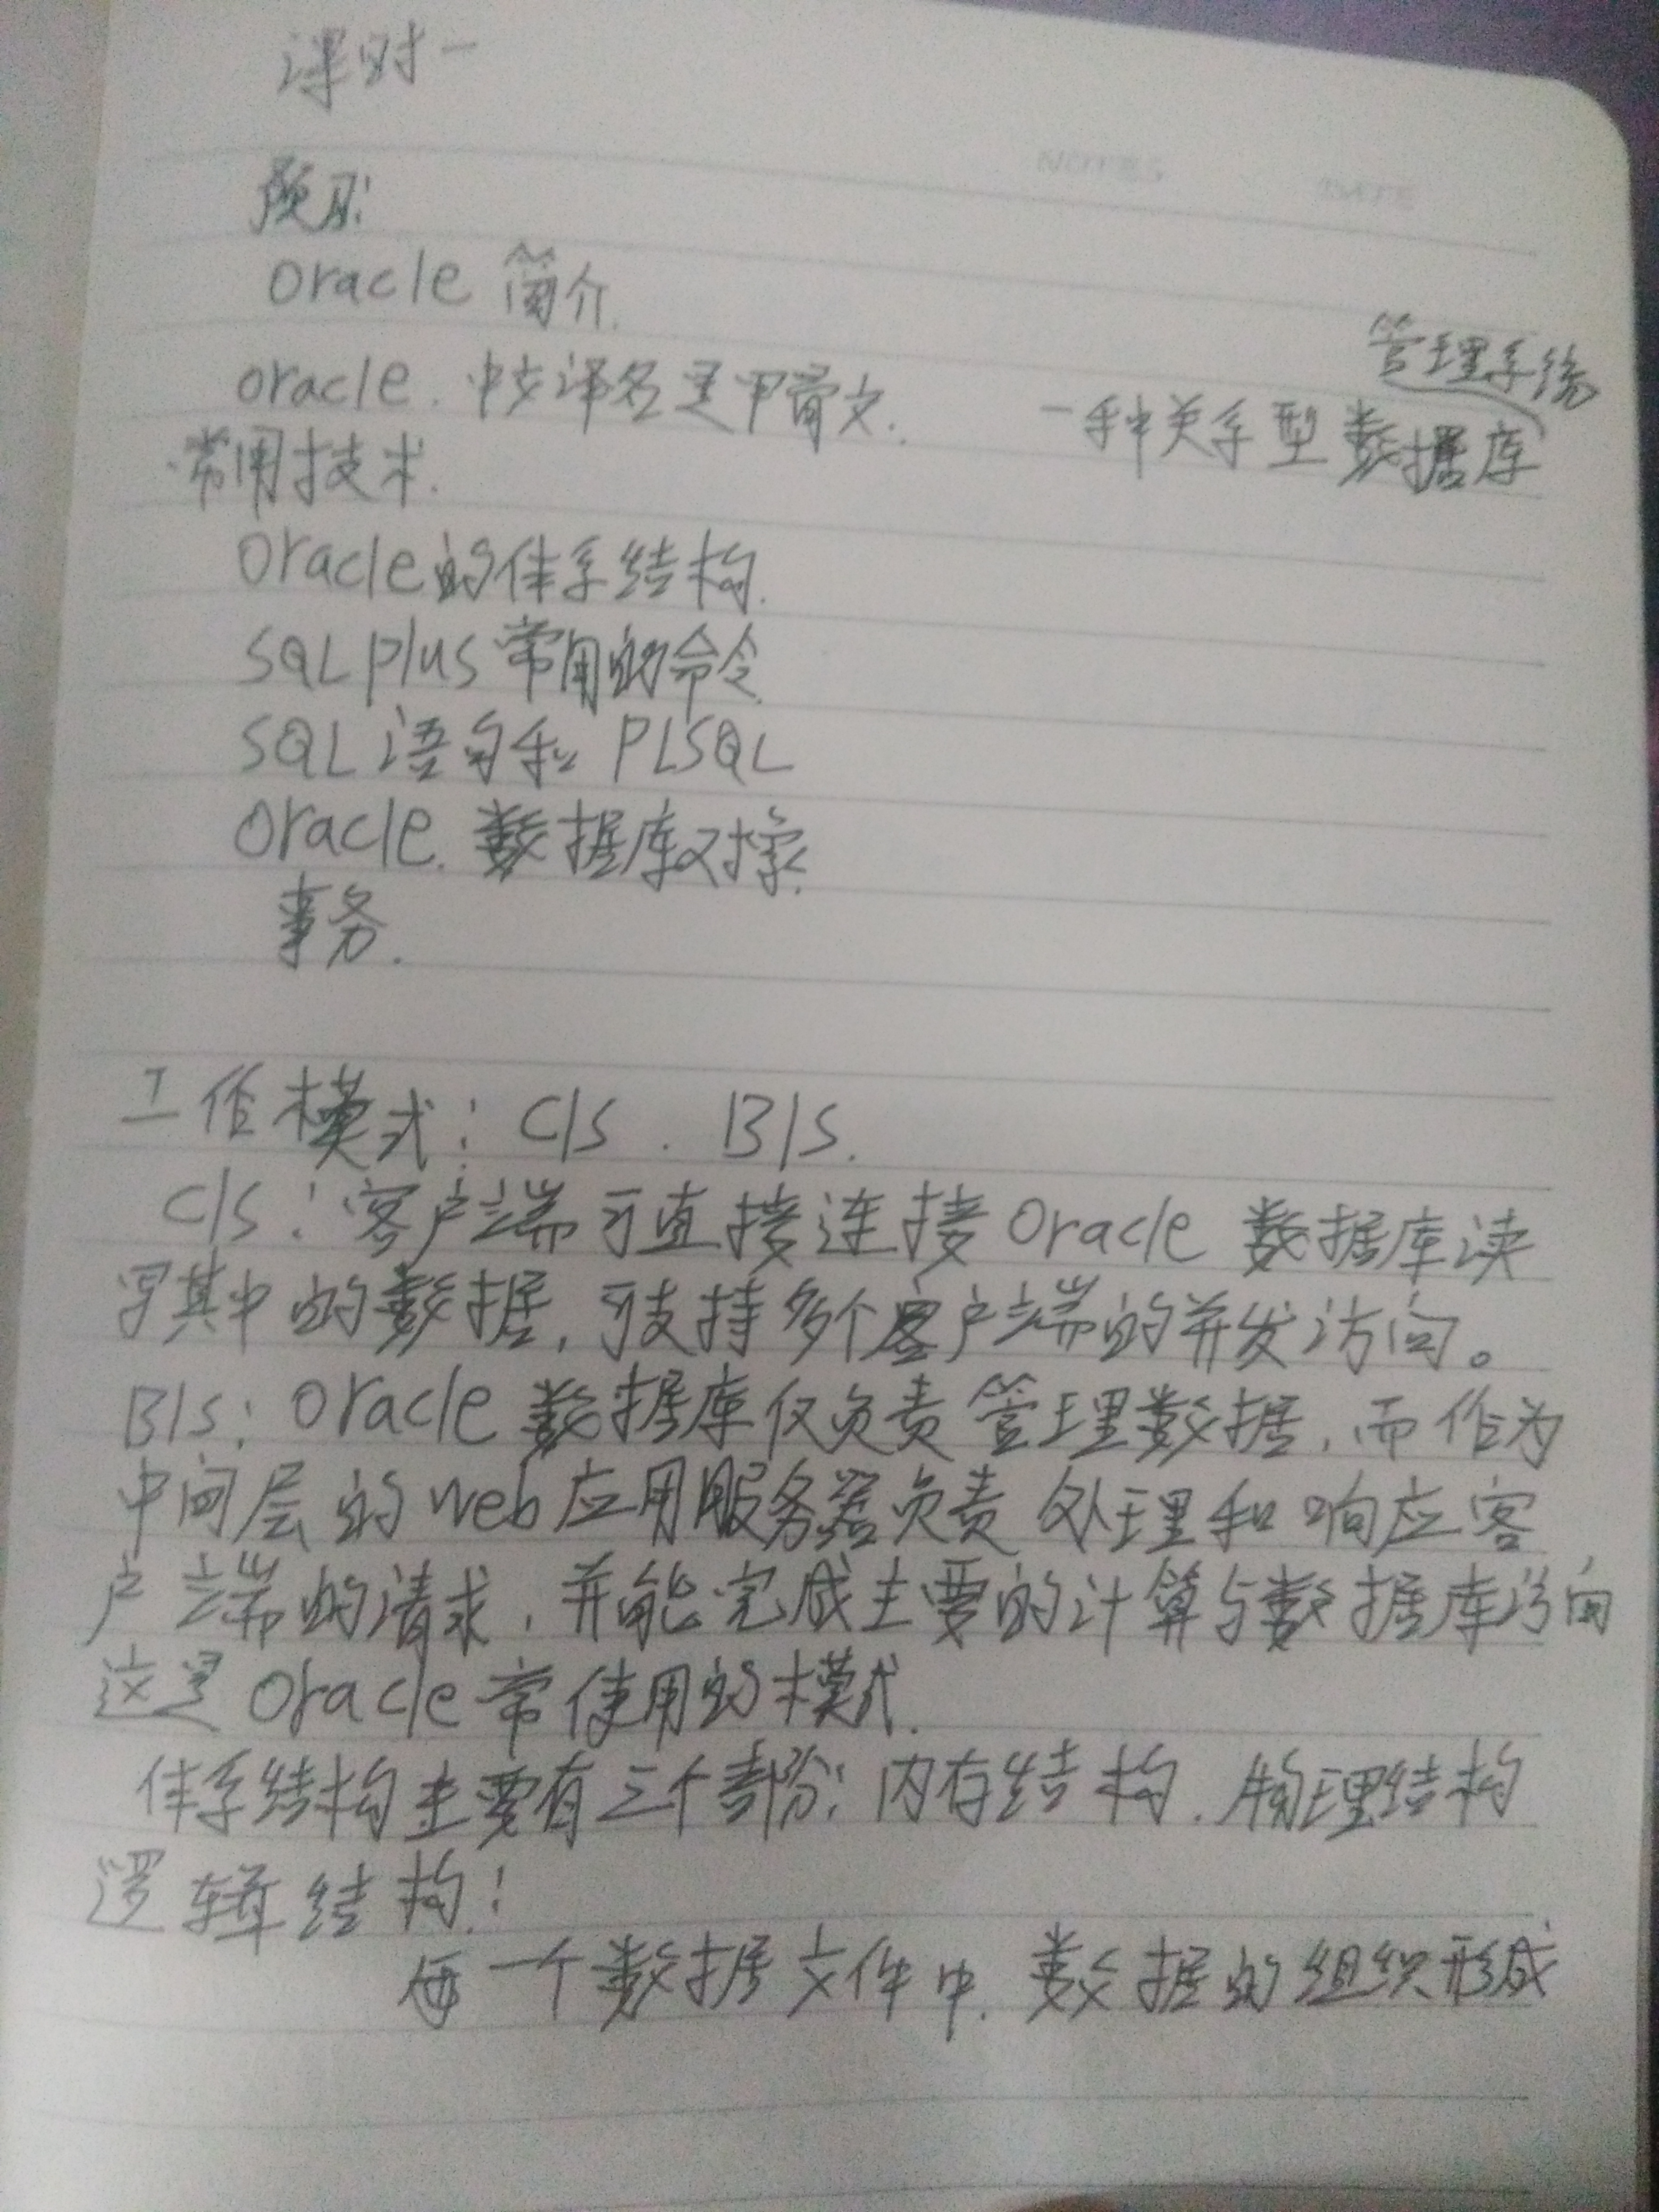 课时一
预习
oracle 简介.
管理系统
oracle. 中文译名是甲骨文. 一种关系型数据库
常用技术.
Oracle的体系结构.
SQLplus常用的命令.
SQL 语句和 PLSQL
Oracle. 数据库对象.
事务.
工作模式: C/S . B/S.
C/S: 客户端可直接连接 Oracle 数据库读
写其中的数据, 可支持多个客户端的并发访问。
B/S: Oracle 数据库仅负责管理数据, 而作为
中间层的web应用服务器负责处理和响应客
户端的请求, 并能完成主要的计算与数据库访问
这是Oracle常使用的模式.
体系结构主要有三个部份: 内存结构. 物理结构
逻辑结构:
每一个数据文件中. 数据的组织形成